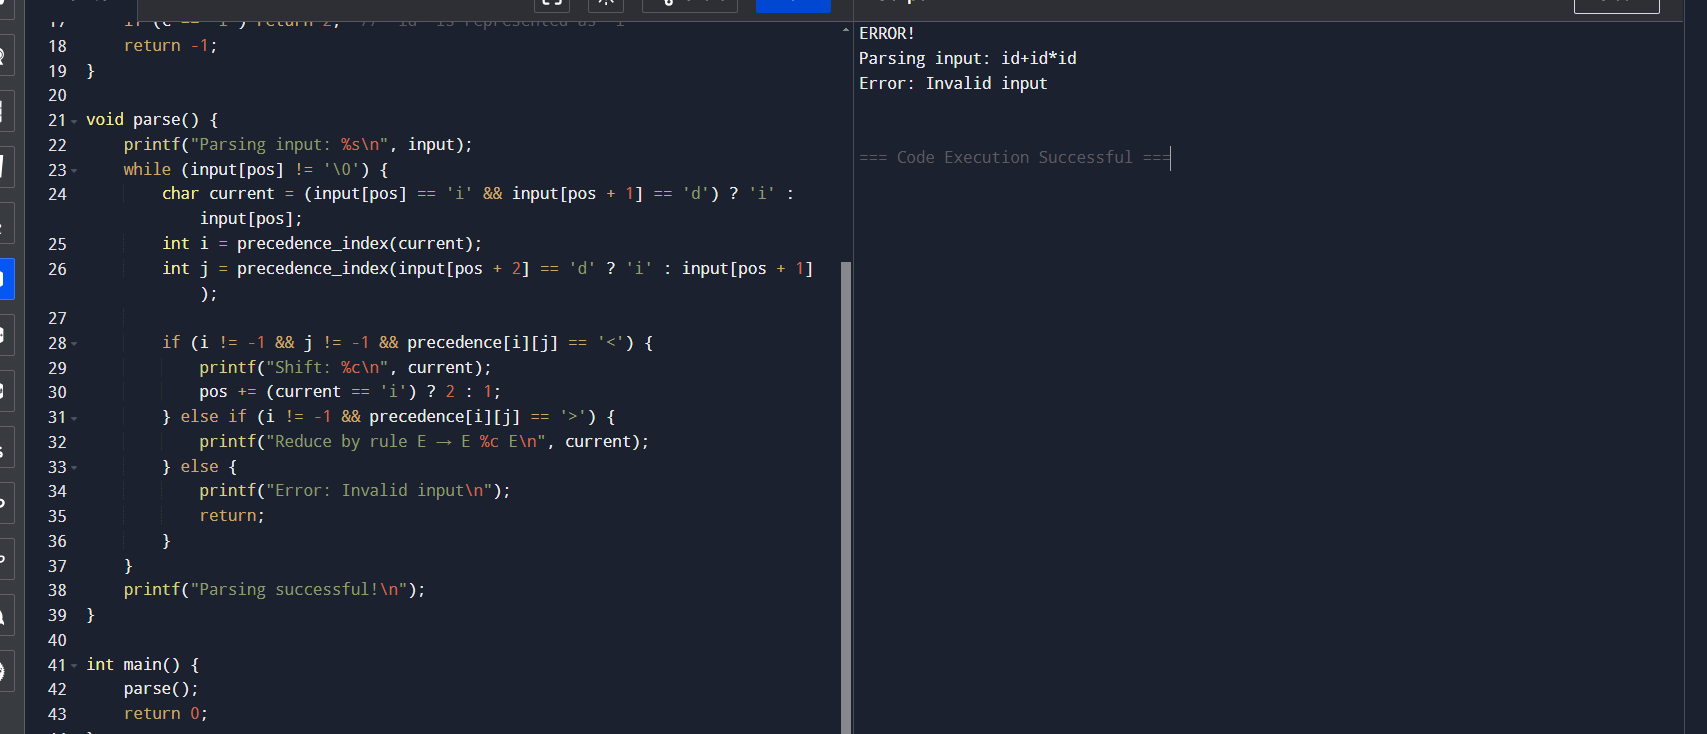 18 return -1;
19 }
20
21 void parse() {
22 printf("Parsing input: %s\n", input);
23 while (input[pos] != '\0') {
24 char current = (input[pos] == 'i' && input[pos + 1] == 'd') ? 'i' :
input[pos];
25 int i = precedence_index(current);
26 int j = precedence_index(input[pos + 2] == 'd' ? 'i' : input[pos + 1]
);
27
28 if (i != -1 && j != -1 && precedence[i][j] == '<') {
29 printf("Shift: %c\n", current);
30 pos += (current == 'i') ? 2 : 1;
31 } else if (i != -1 && precedence[i][j] == '>') {
32 printf("Reduce by rule E → E %c E\n", current);
33 } else {
34 printf("Error: Invalid input\n");
35 return;
36 }
37 }
38 printf("Parsing successful!\n");
39 }
40
41 int main() {
42 parse();
43 return 0;
ERROR!
Parsing input: id+id*id
Error: Invalid input
=== Code Execution Successful ===